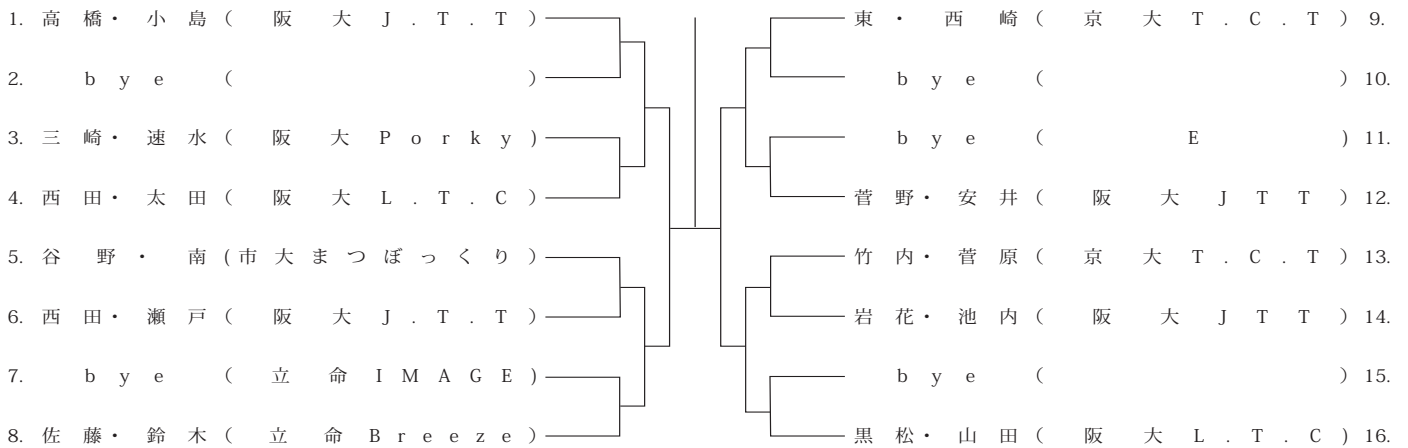 1. 高橋・小島(阪大J.T.T)
2. bye()
3. 三崎・速水(阪大Porky)
4. 西田・太田(阪大L.T.C)
5. 谷野・南(市大まつぼっくり)
6. 西田・瀬戸(阪大J.T.T)
7. bye(立命IMAGE)
8. 佐藤・鈴木(立命Breeze)
東・西崎(京大T.C.T) 9.
bye() 10.
bye(E) 11.
菅野・安井(阪大JTT) 12.
竹内・菅原(京大T.C.T) 13.
岩花・池内(阪大JTT) 14.
bye() 15.
黒松・山田(阪大L.T.C) 16.